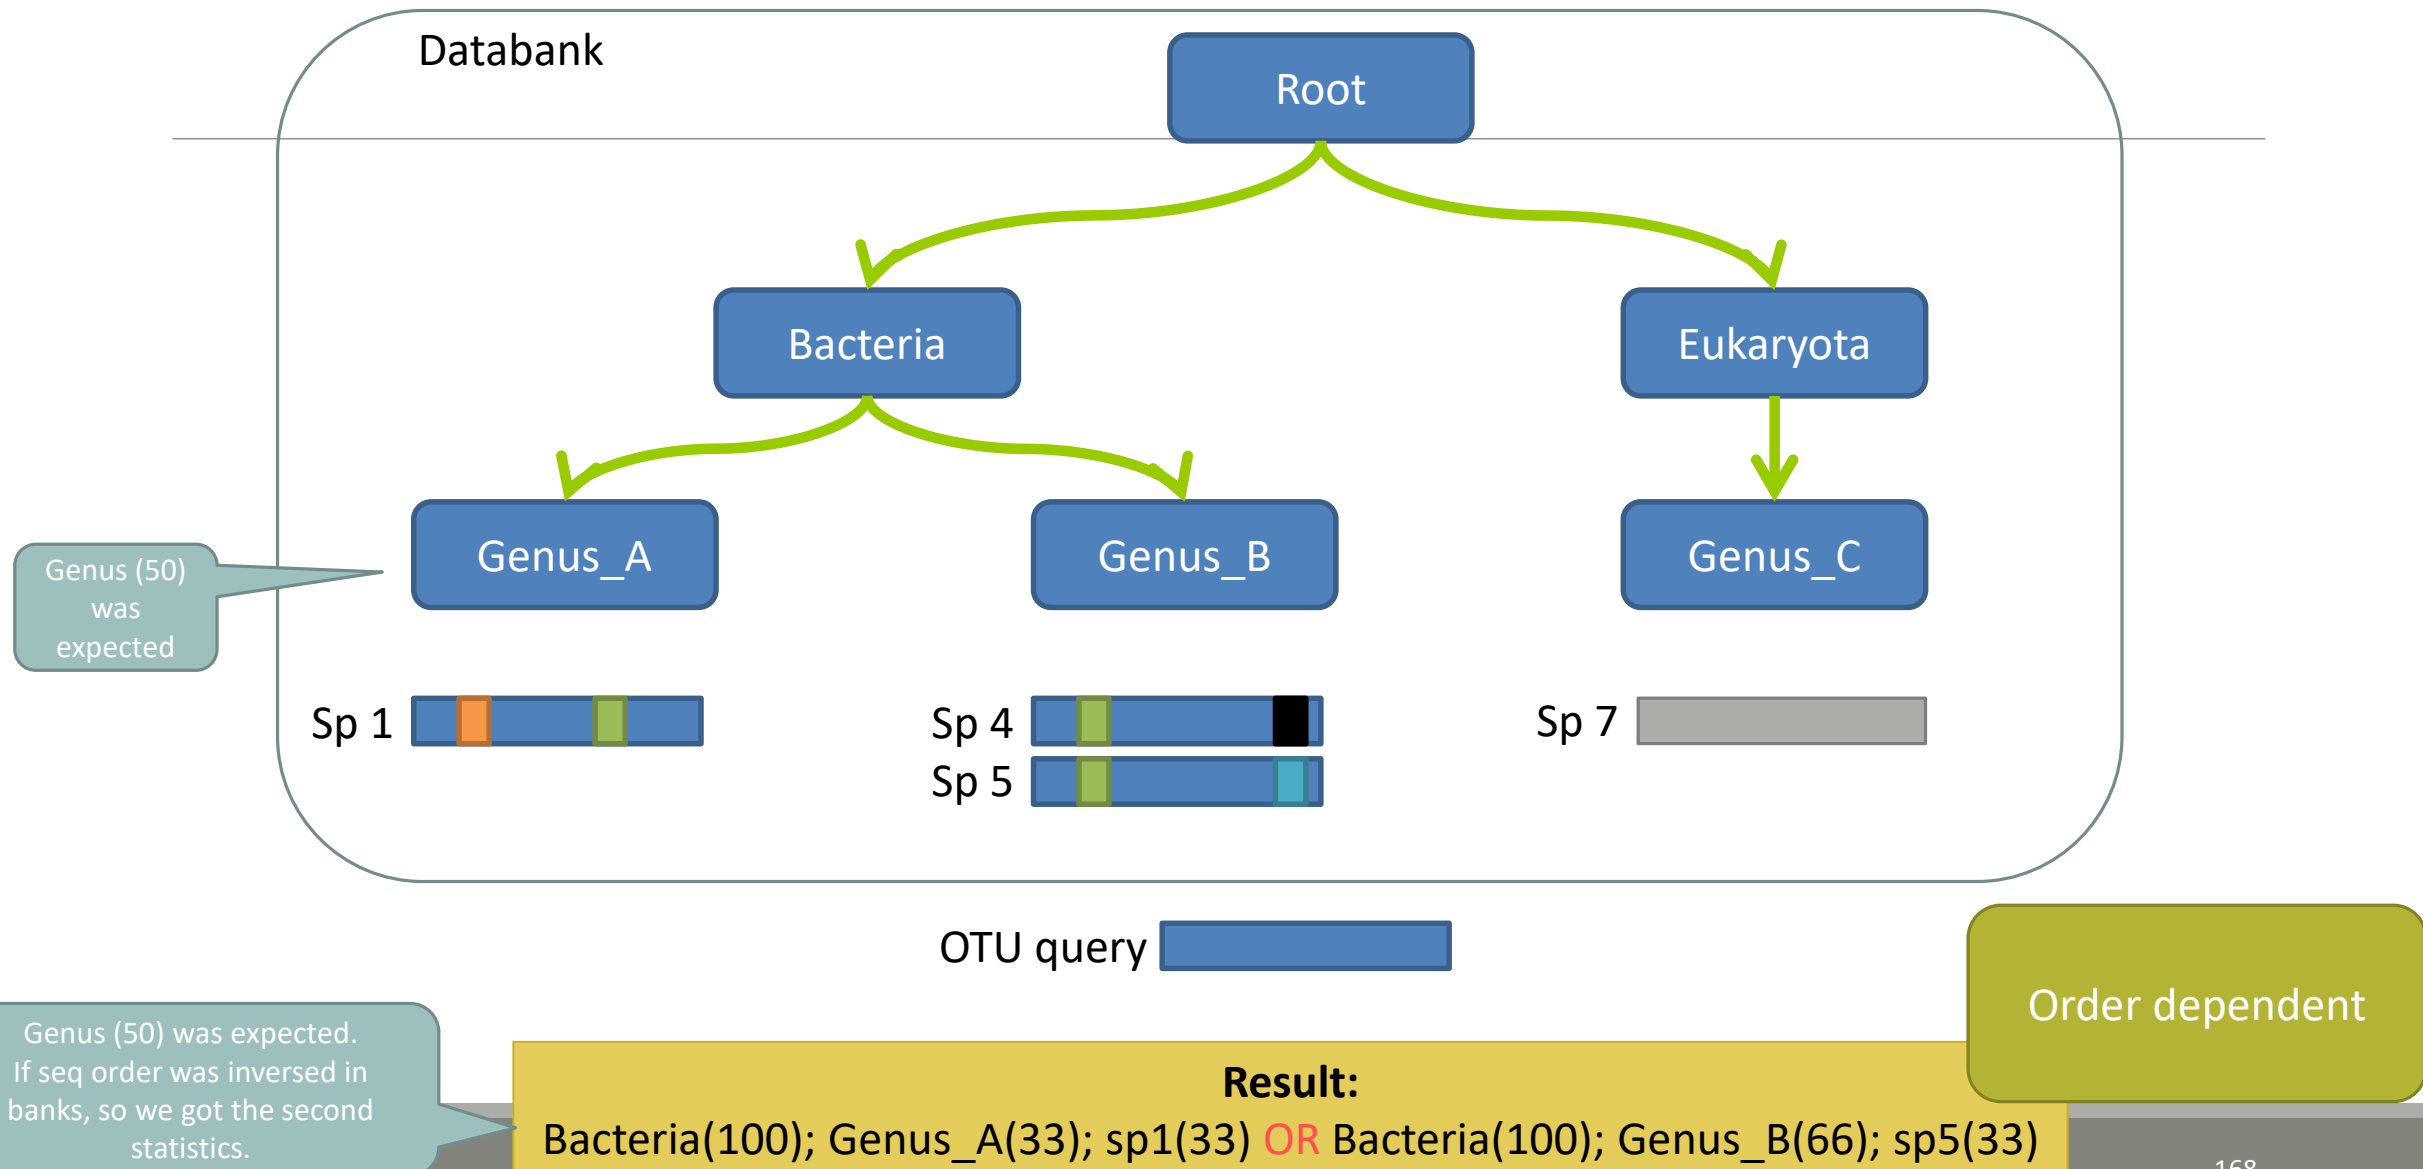 Databank
Root
Bacteria
Eukaryota
Genus_A
Genus_B
Genus_C
Genus (50)
was
expected
Sp 1
Sp 4
Sp 7
Sp 5
OTU query
Order dependent
Genus (50) was expected.
If seq order was inversed in
banks, so we got the second
statistics.
Result:
Bacteria(100); Genus_A(33); sp1(33) OR Bacteria(100); Genus_B(66); sp5(33)
168